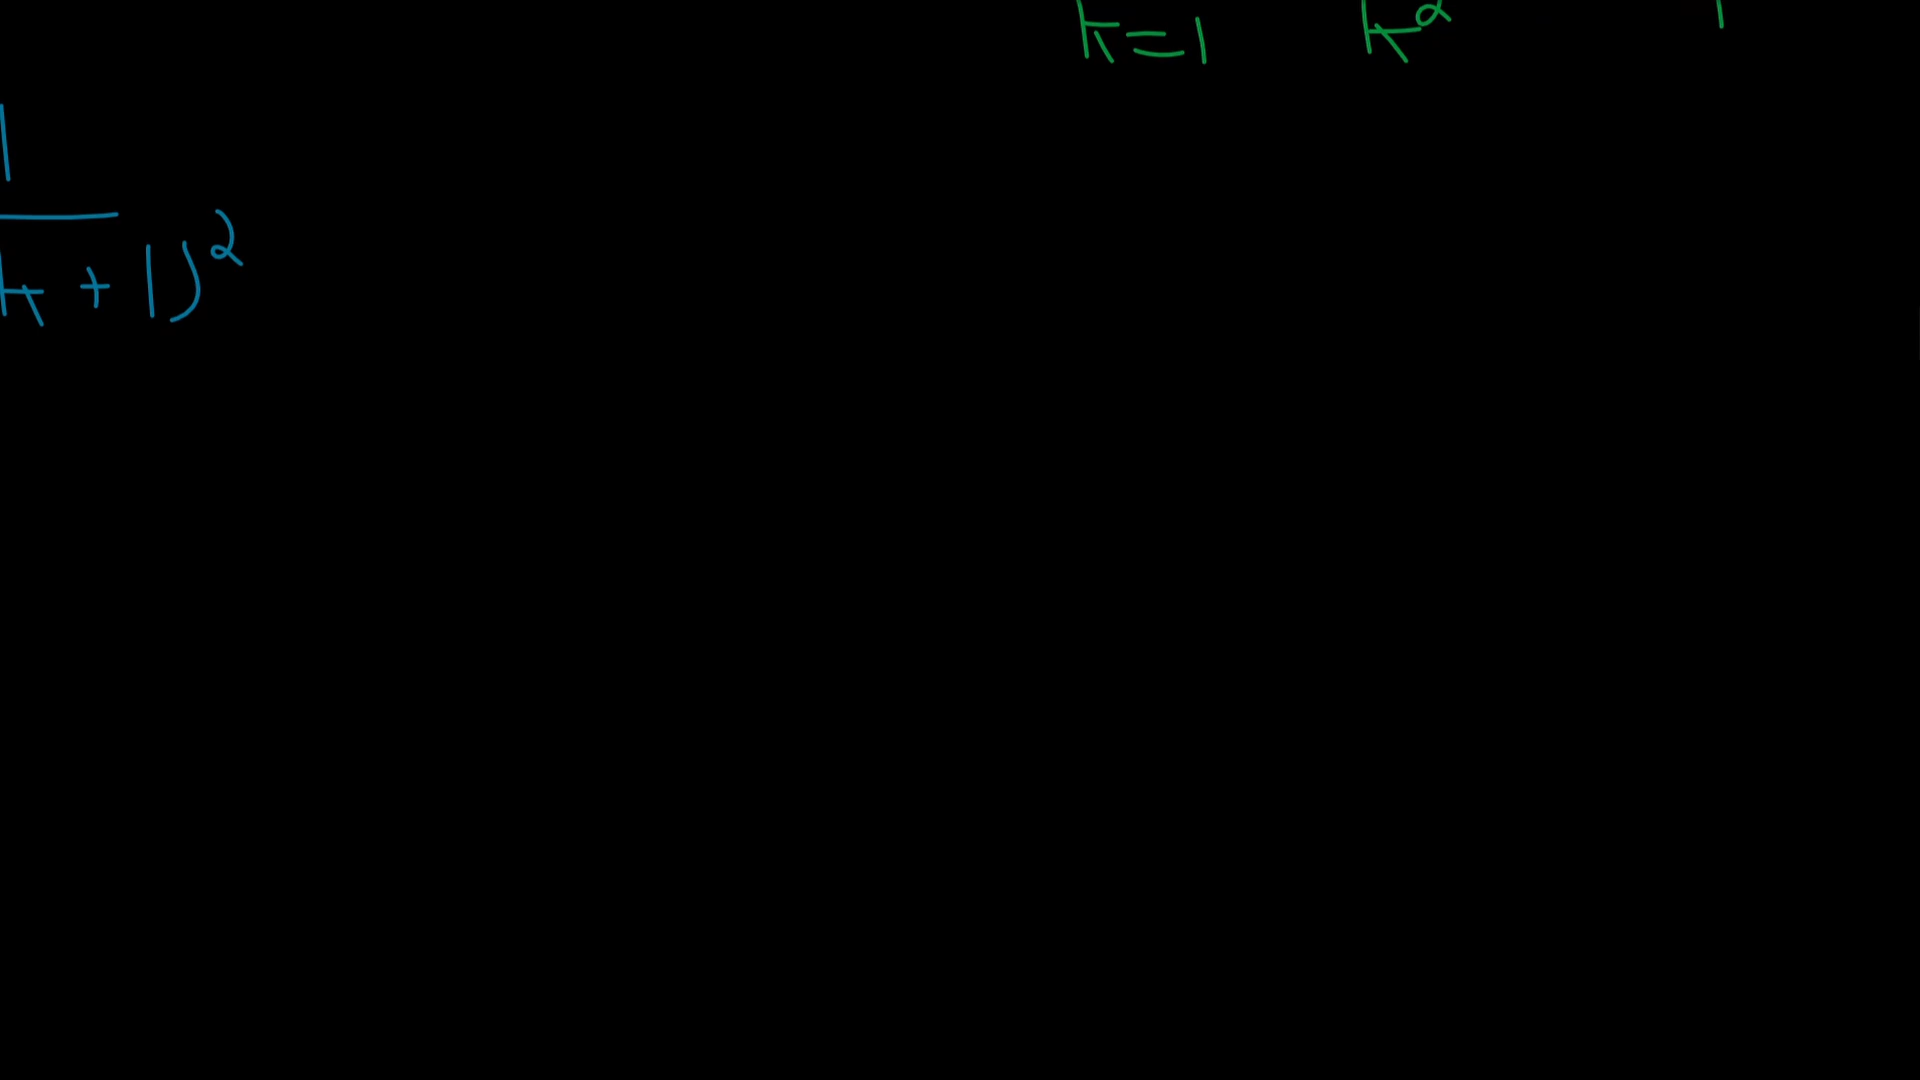 k=1 k²
1
k + 1)²